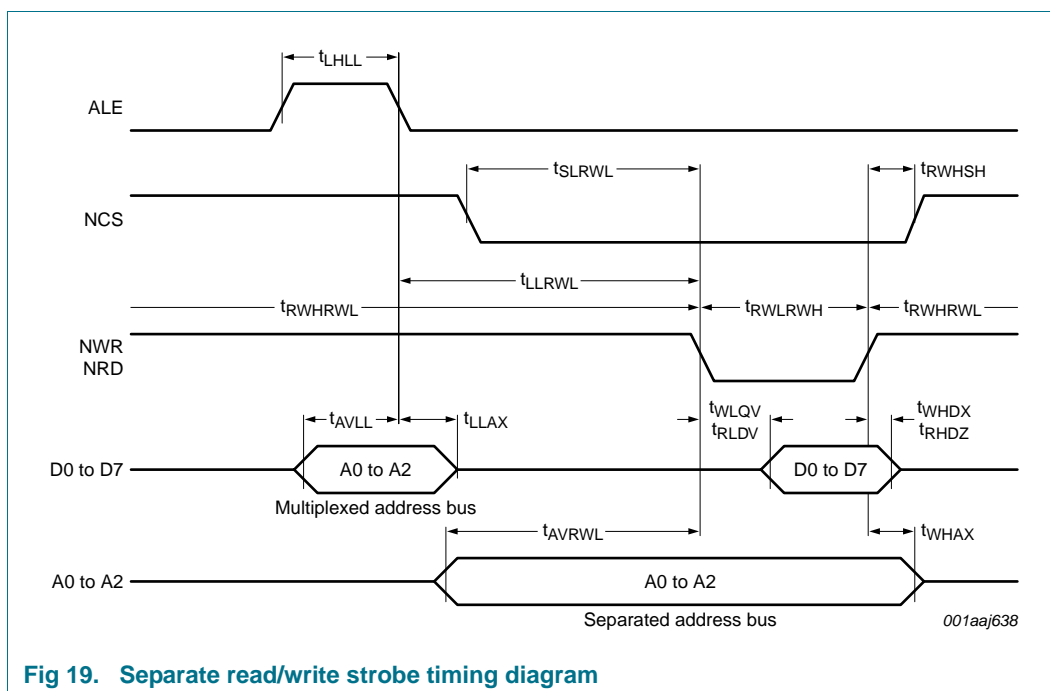 tLHLL
ALE
tSLRWL
tRWHSH
NCS
tLLRWL
tRWHRWL
tRWLRWH
tRWHRWL
NWR
NRD
tAVLL
tLLAX
tWLQV
tRLDV
tWHDX
tRHDZ
D0 to D7
A0 to A2
D0 to D7
Multiplexed address bus
tAVRWL
tWHAX
A0 to A2
A0 to A2
Separated address bus
001aaj638
Fig 19. Separate read/write strobe timing diagram